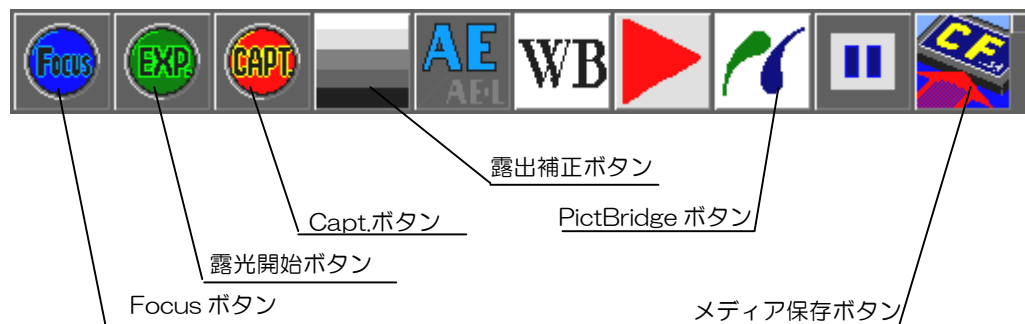 Focus
EXP.
CAPT.
AE
AE-L
WB
CF
露出補正ボタン
Capt.ボタン
PictBridge ボタン
露光開始ボタン
Focus ボタン
メディア保存ボタン